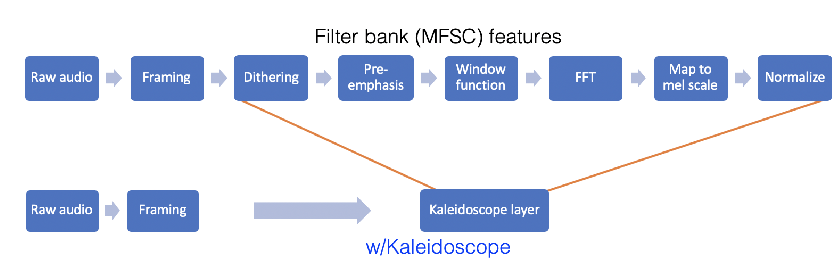 Filter bank (MFSC) features
Raw audio
Framing
Dithering
Pre-
emphasis
Window
function
FFT
Map to
mel scale
Normalize
Raw audio
Framing
Kaleidoscope layer
w/Kaleidoscope